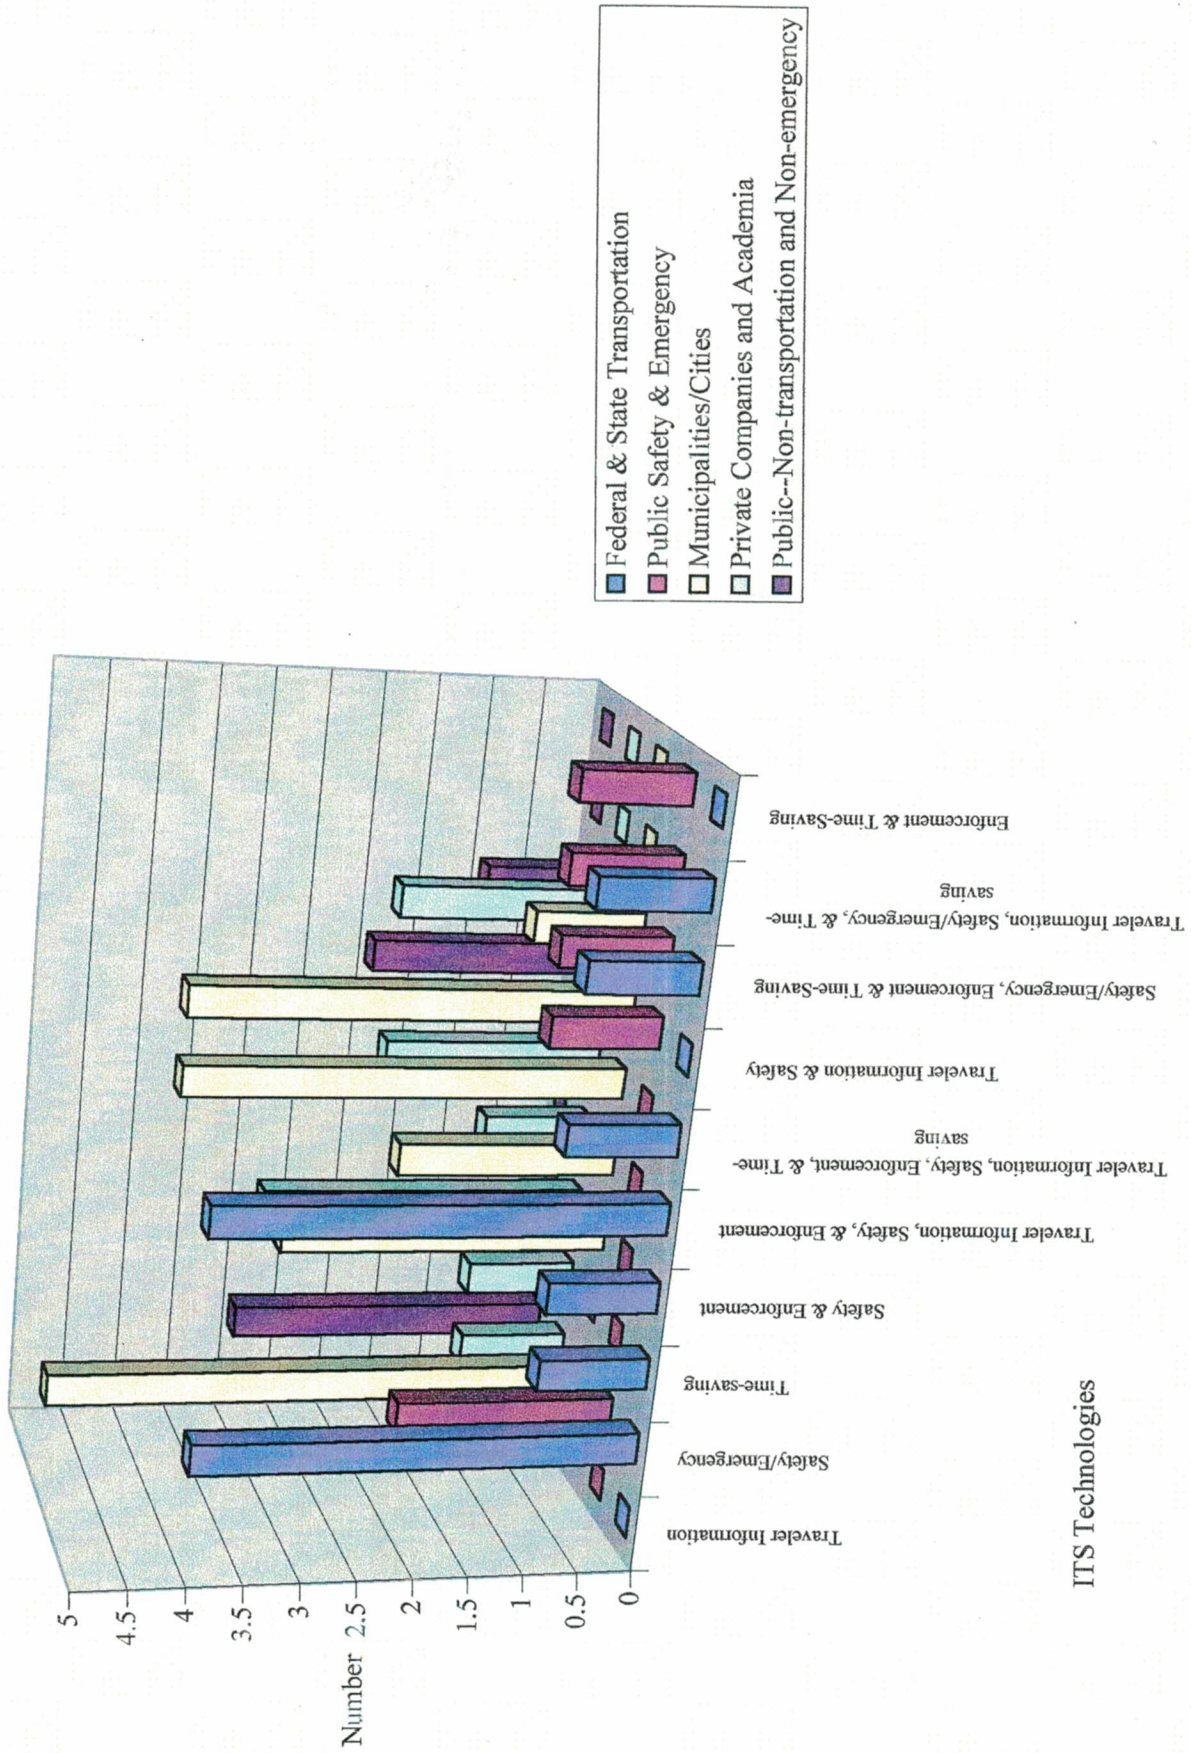 5
4.5
4
3.5
3
Number 2.5
2
1.5
1
0.5
0
Traveler Information
Safety/Emergency
Time-saving
Safety & Enforcement
Traveler Information, Safety, & Enforcement
Traveler Information, Safety, Enforcement, & Time-
saving
Traveler Information & Safety
Safety/Emergency, Enforcement & Time-Saving
Traveler Information, Safety/Emergency, & Time-
saving
Enforcement & Time-Saving
ITS Technologies
Federal & State Transportation
Public Safety & Emergency
Municipalities/Cities
Private Companies and Academia
Public--Non-transportation and Non-emergency